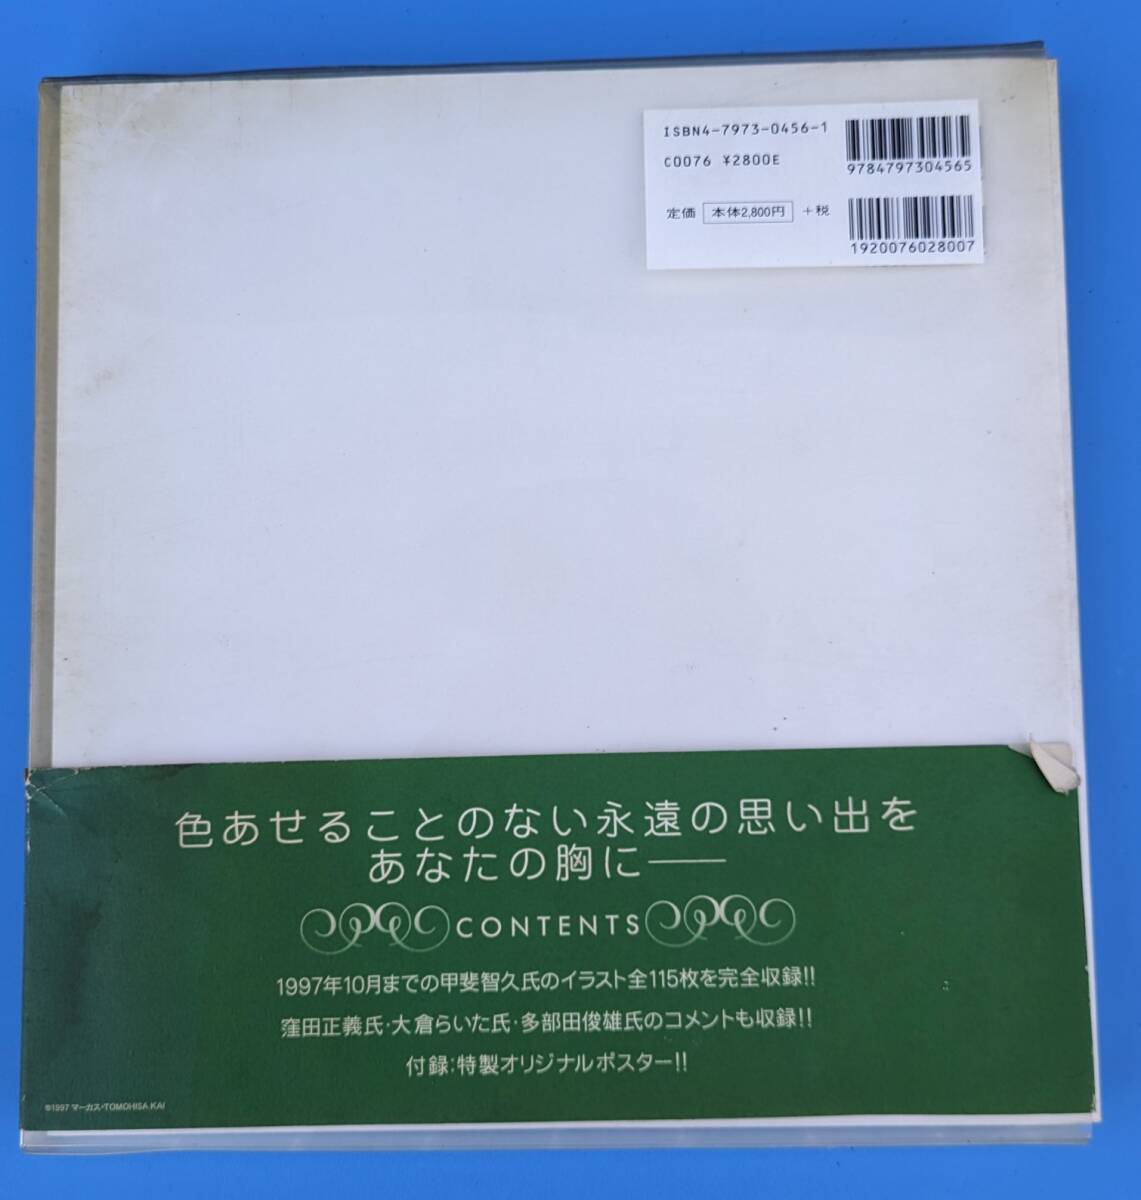 ISBN4-7973-0456-1
C0076 ¥2800E
9784797304565
定価 本体2,800円 +税
1920076028007
色あせることのない永遠の思い出を
あなたの胸に――
CONTENTS
1997年10月までの甲斐智久氏のイラスト全115枚を完全収録!!
窪田正義氏・大倉らいた氏・多部田俊雄氏のコメントも収録!!
付録:特製オリジナルポスター!!
©1997 マーカス・TOMOHISA KAI